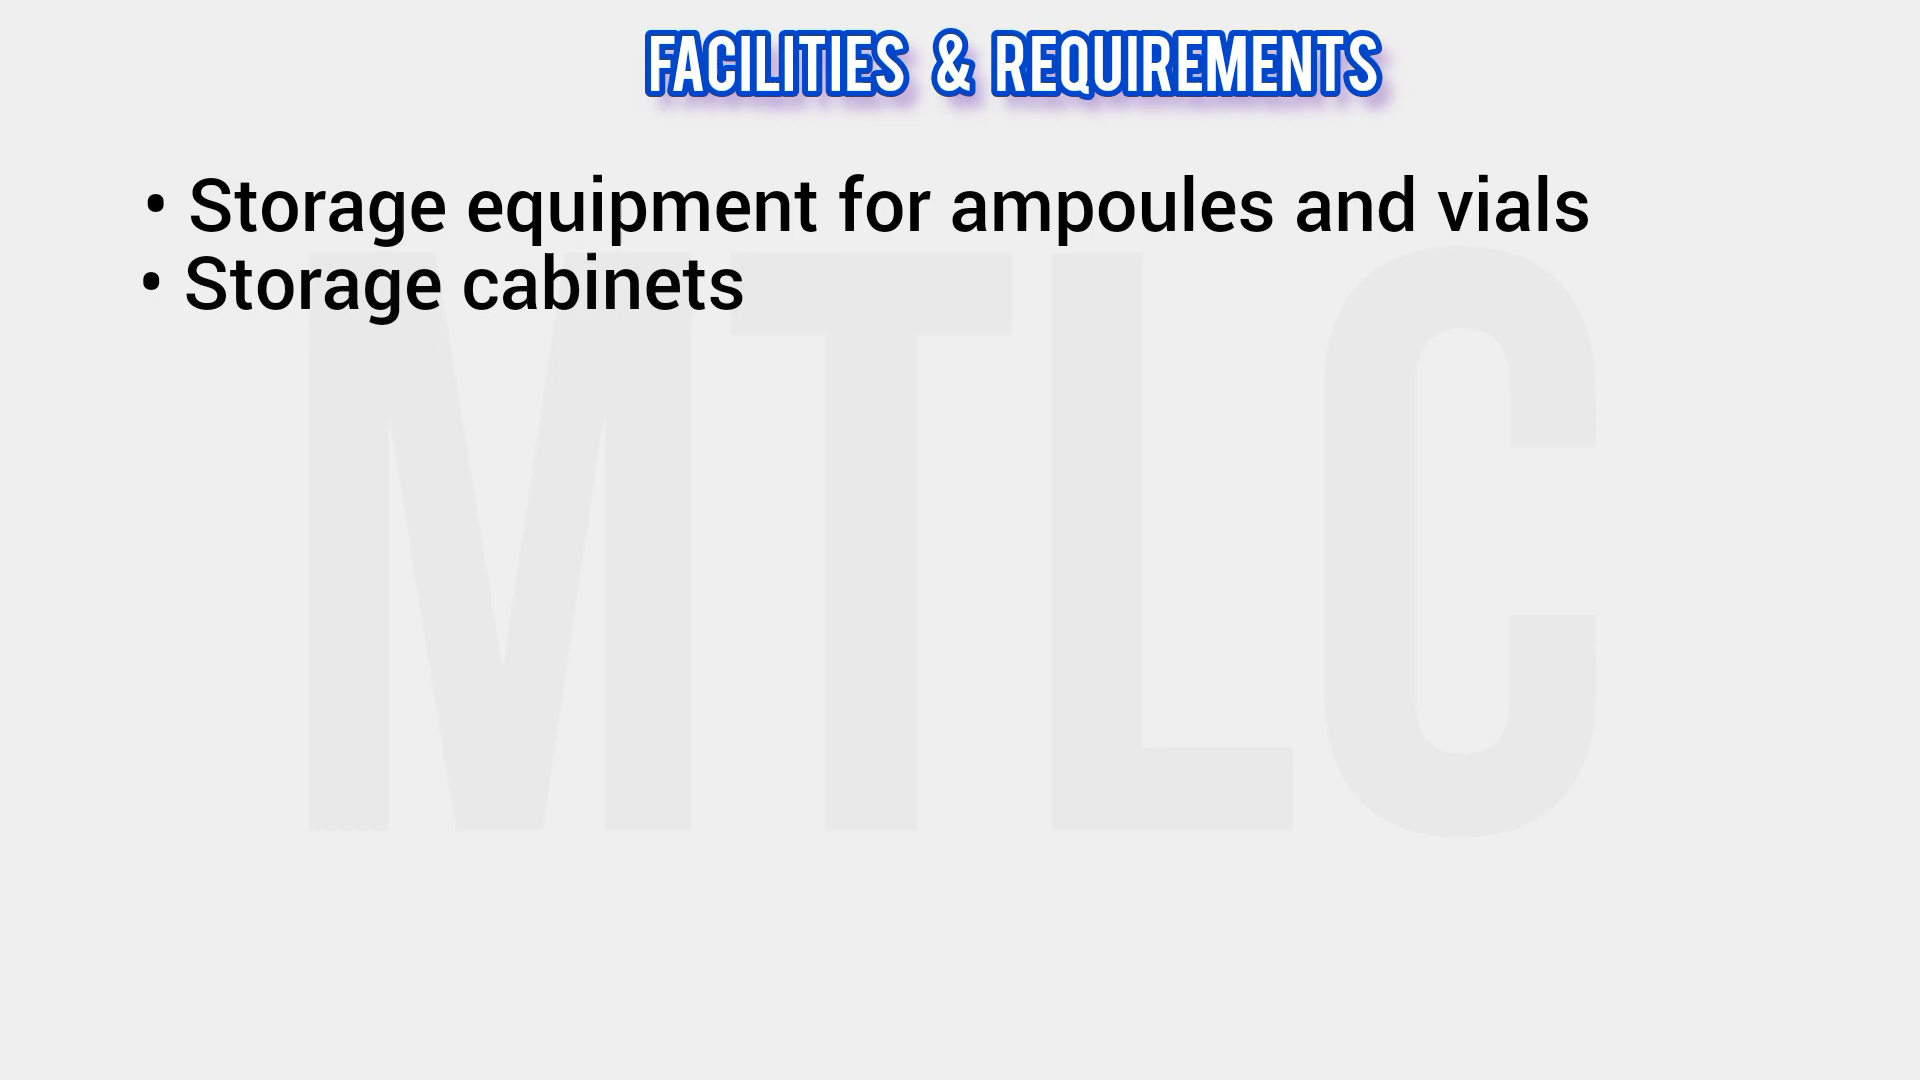 FACILITIES & REQUIREMENTS
• Storage equipment for ampoules and vials
• Storage cabinets
MTLC